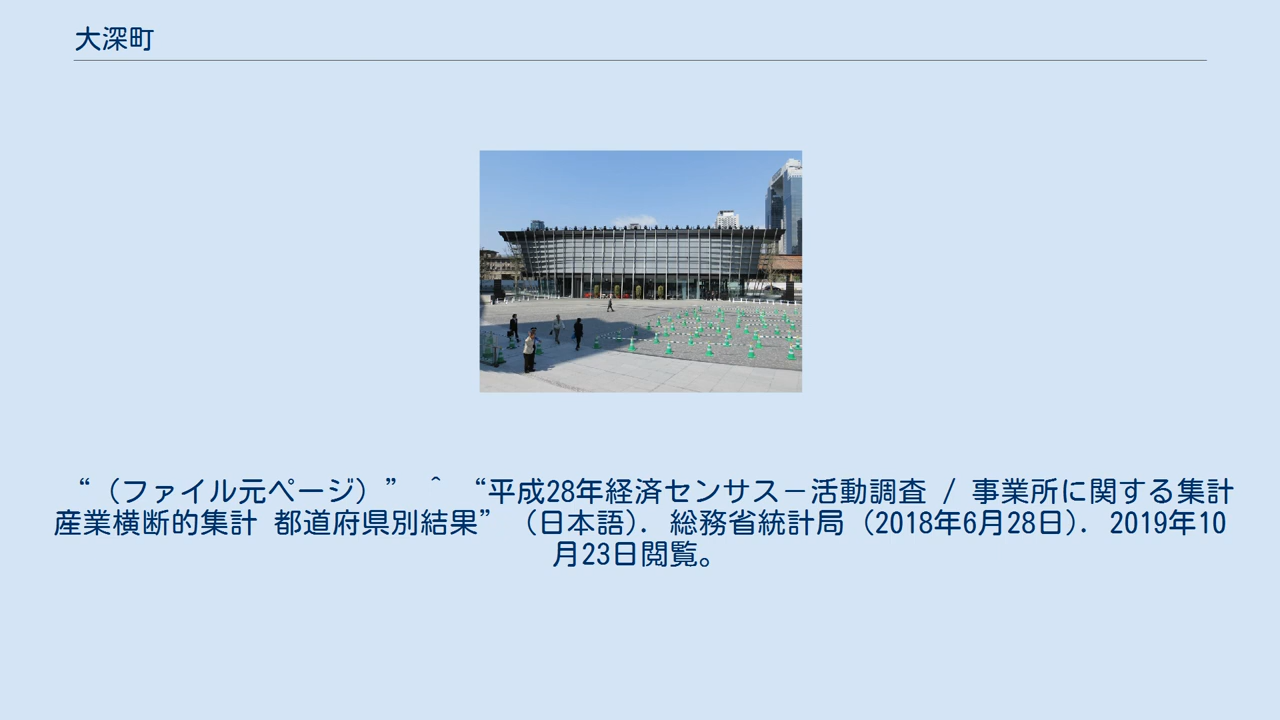 大深町
“（ファイル元ページ）” ^ “平成28年経済センサス－活動調査 / 事業所に関する集計
産業横断的集計 都道府県別結果” （日本語). 総務省統計局 (2018年6月28日). 2019年10
月23日閲覧。